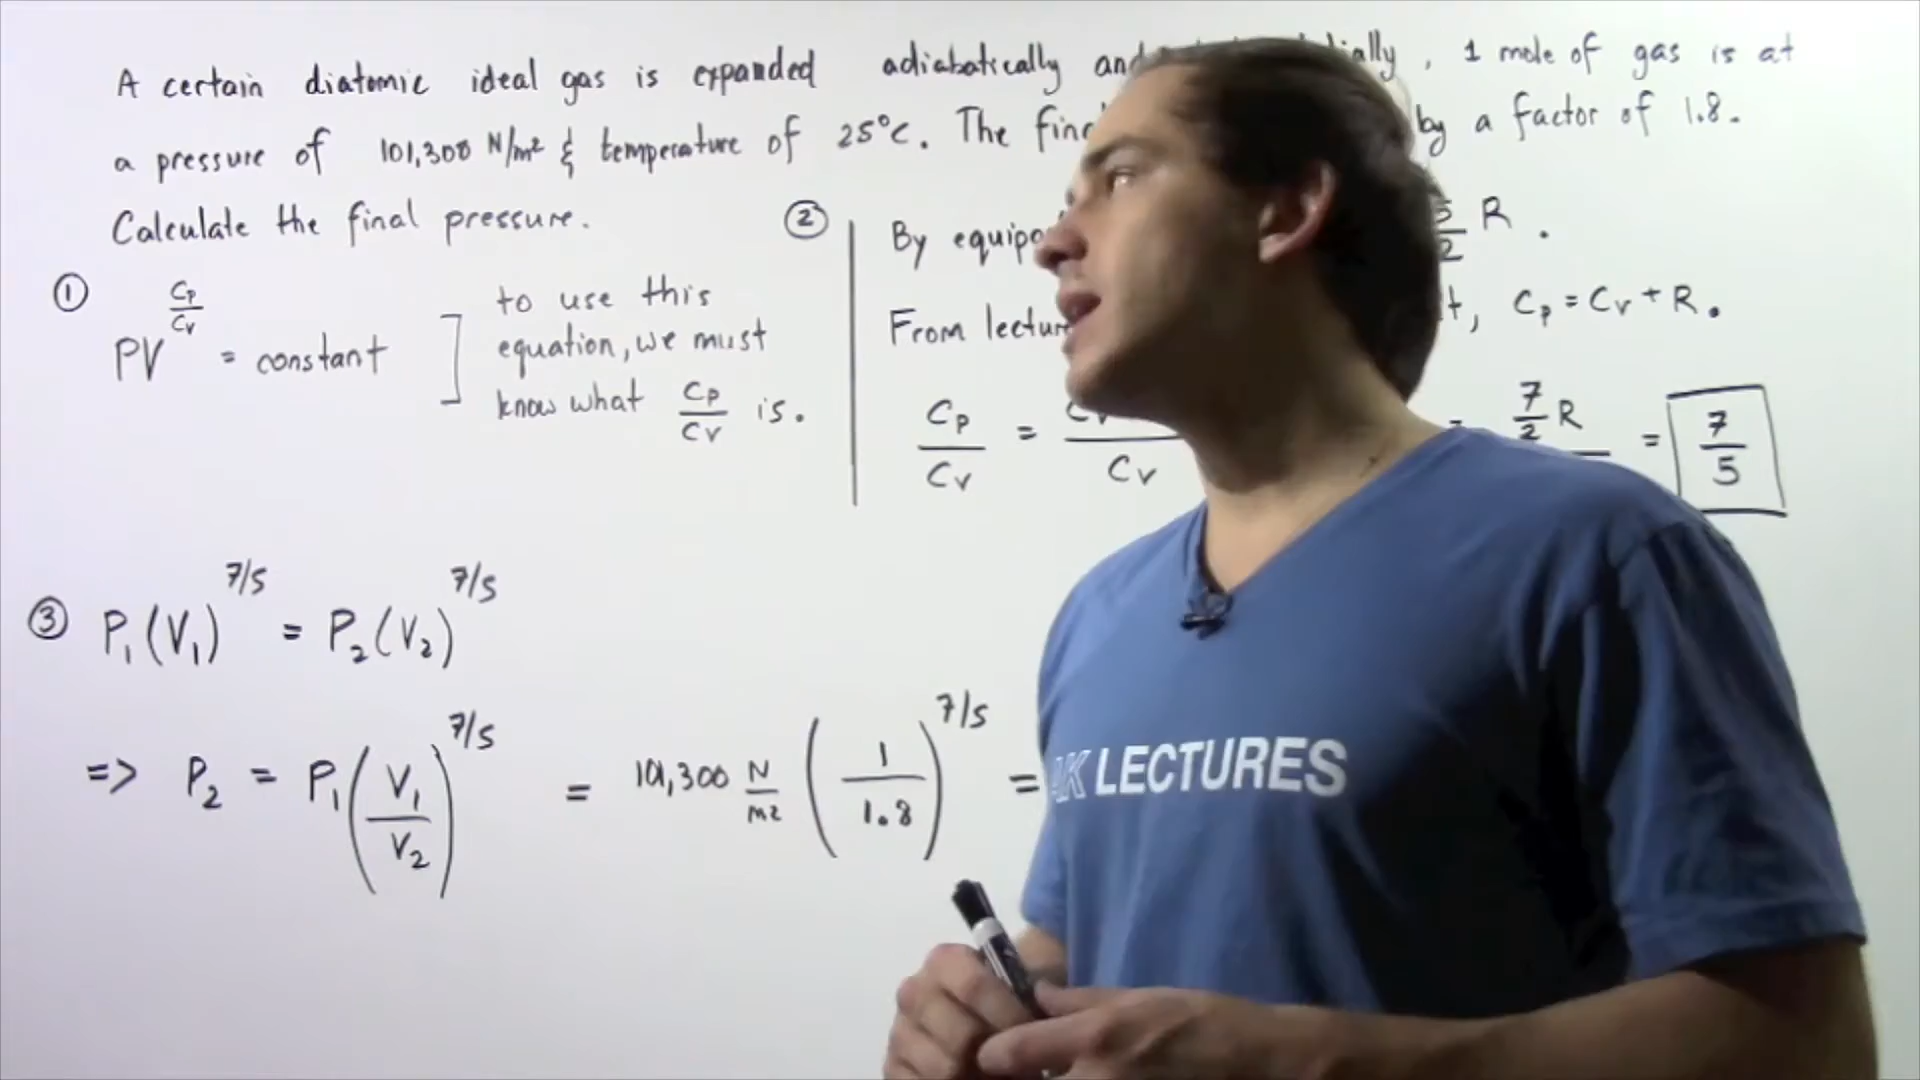 A certain diatomic ideal gas is expanded adiabatically and ally, 1 mole of gas is at
a pressure of 101,300 N/m² & temperature of 25°C. The by a factor of 1.8.
Calculate the final pressure.
① PV^(Cp/Cv) = constant ] to use this
equation, we must
know what Cp/Cv is.
② By 5/2 R.
From , Cp = Cv + R.
Cp/Cv = /Cv = 7/2 R = 7/5
③ P₁(V₁)^7/5 = P₂(V₂)^7/5
=> P₂ = P₁(V₁/V₂)^7/5 = 101,300 N/m2 (1/1.8)^7/5 =
AK LECTURES